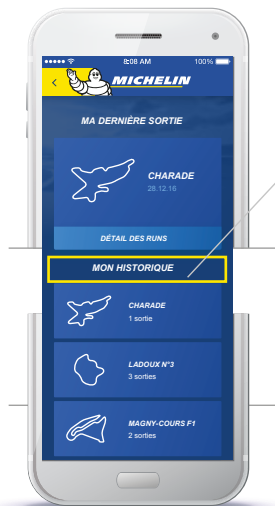 8:08 AM
100%
MICHELIN
MA DERNIÈRE SORTIE
CHARADE
28.12.16
DÉTAIL DES RUNS
MON HISTORIQUE
CHARADE
1 sortie
LADOUX N°3
3 sorties
MAGNY-COURS F1
2 sorties